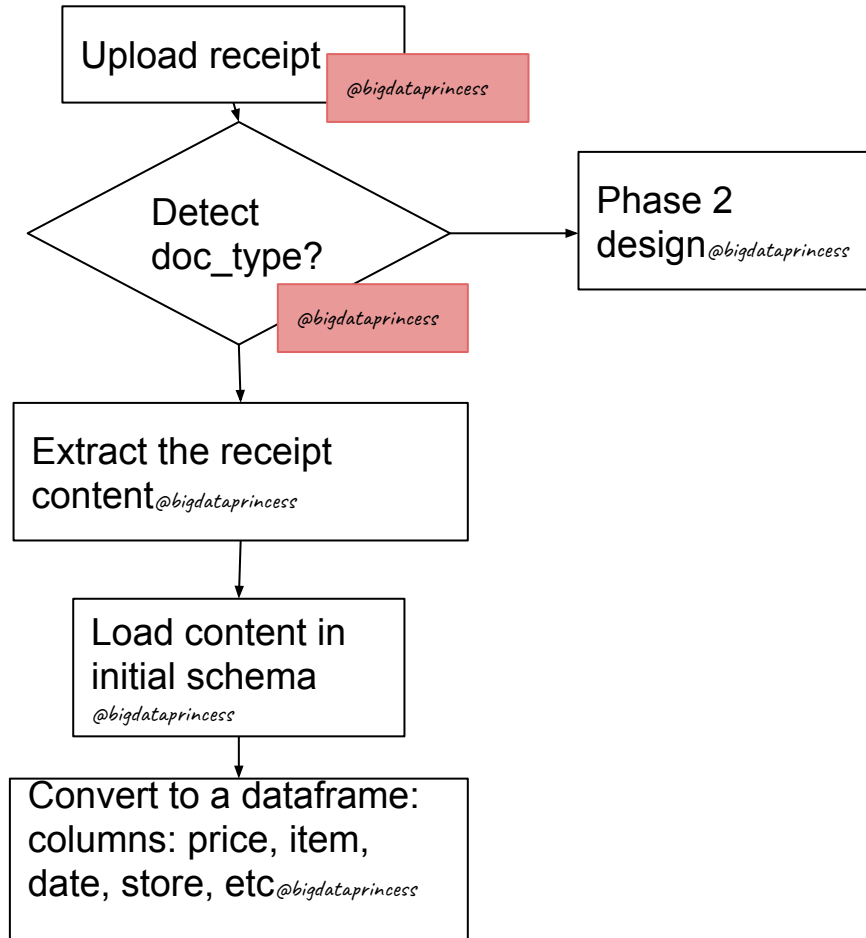 Upload receipt
@bigdataprincess
Detect
doc_type?
@bigdataprincess
Phase 2
design@bigdataprincess
Extract the receipt
content@bigdataprincess
Load content in
initial schema
@bigdataprincess
Convert to a dataframe:
columns: price, item,
date, store, etc@bigdataprincess